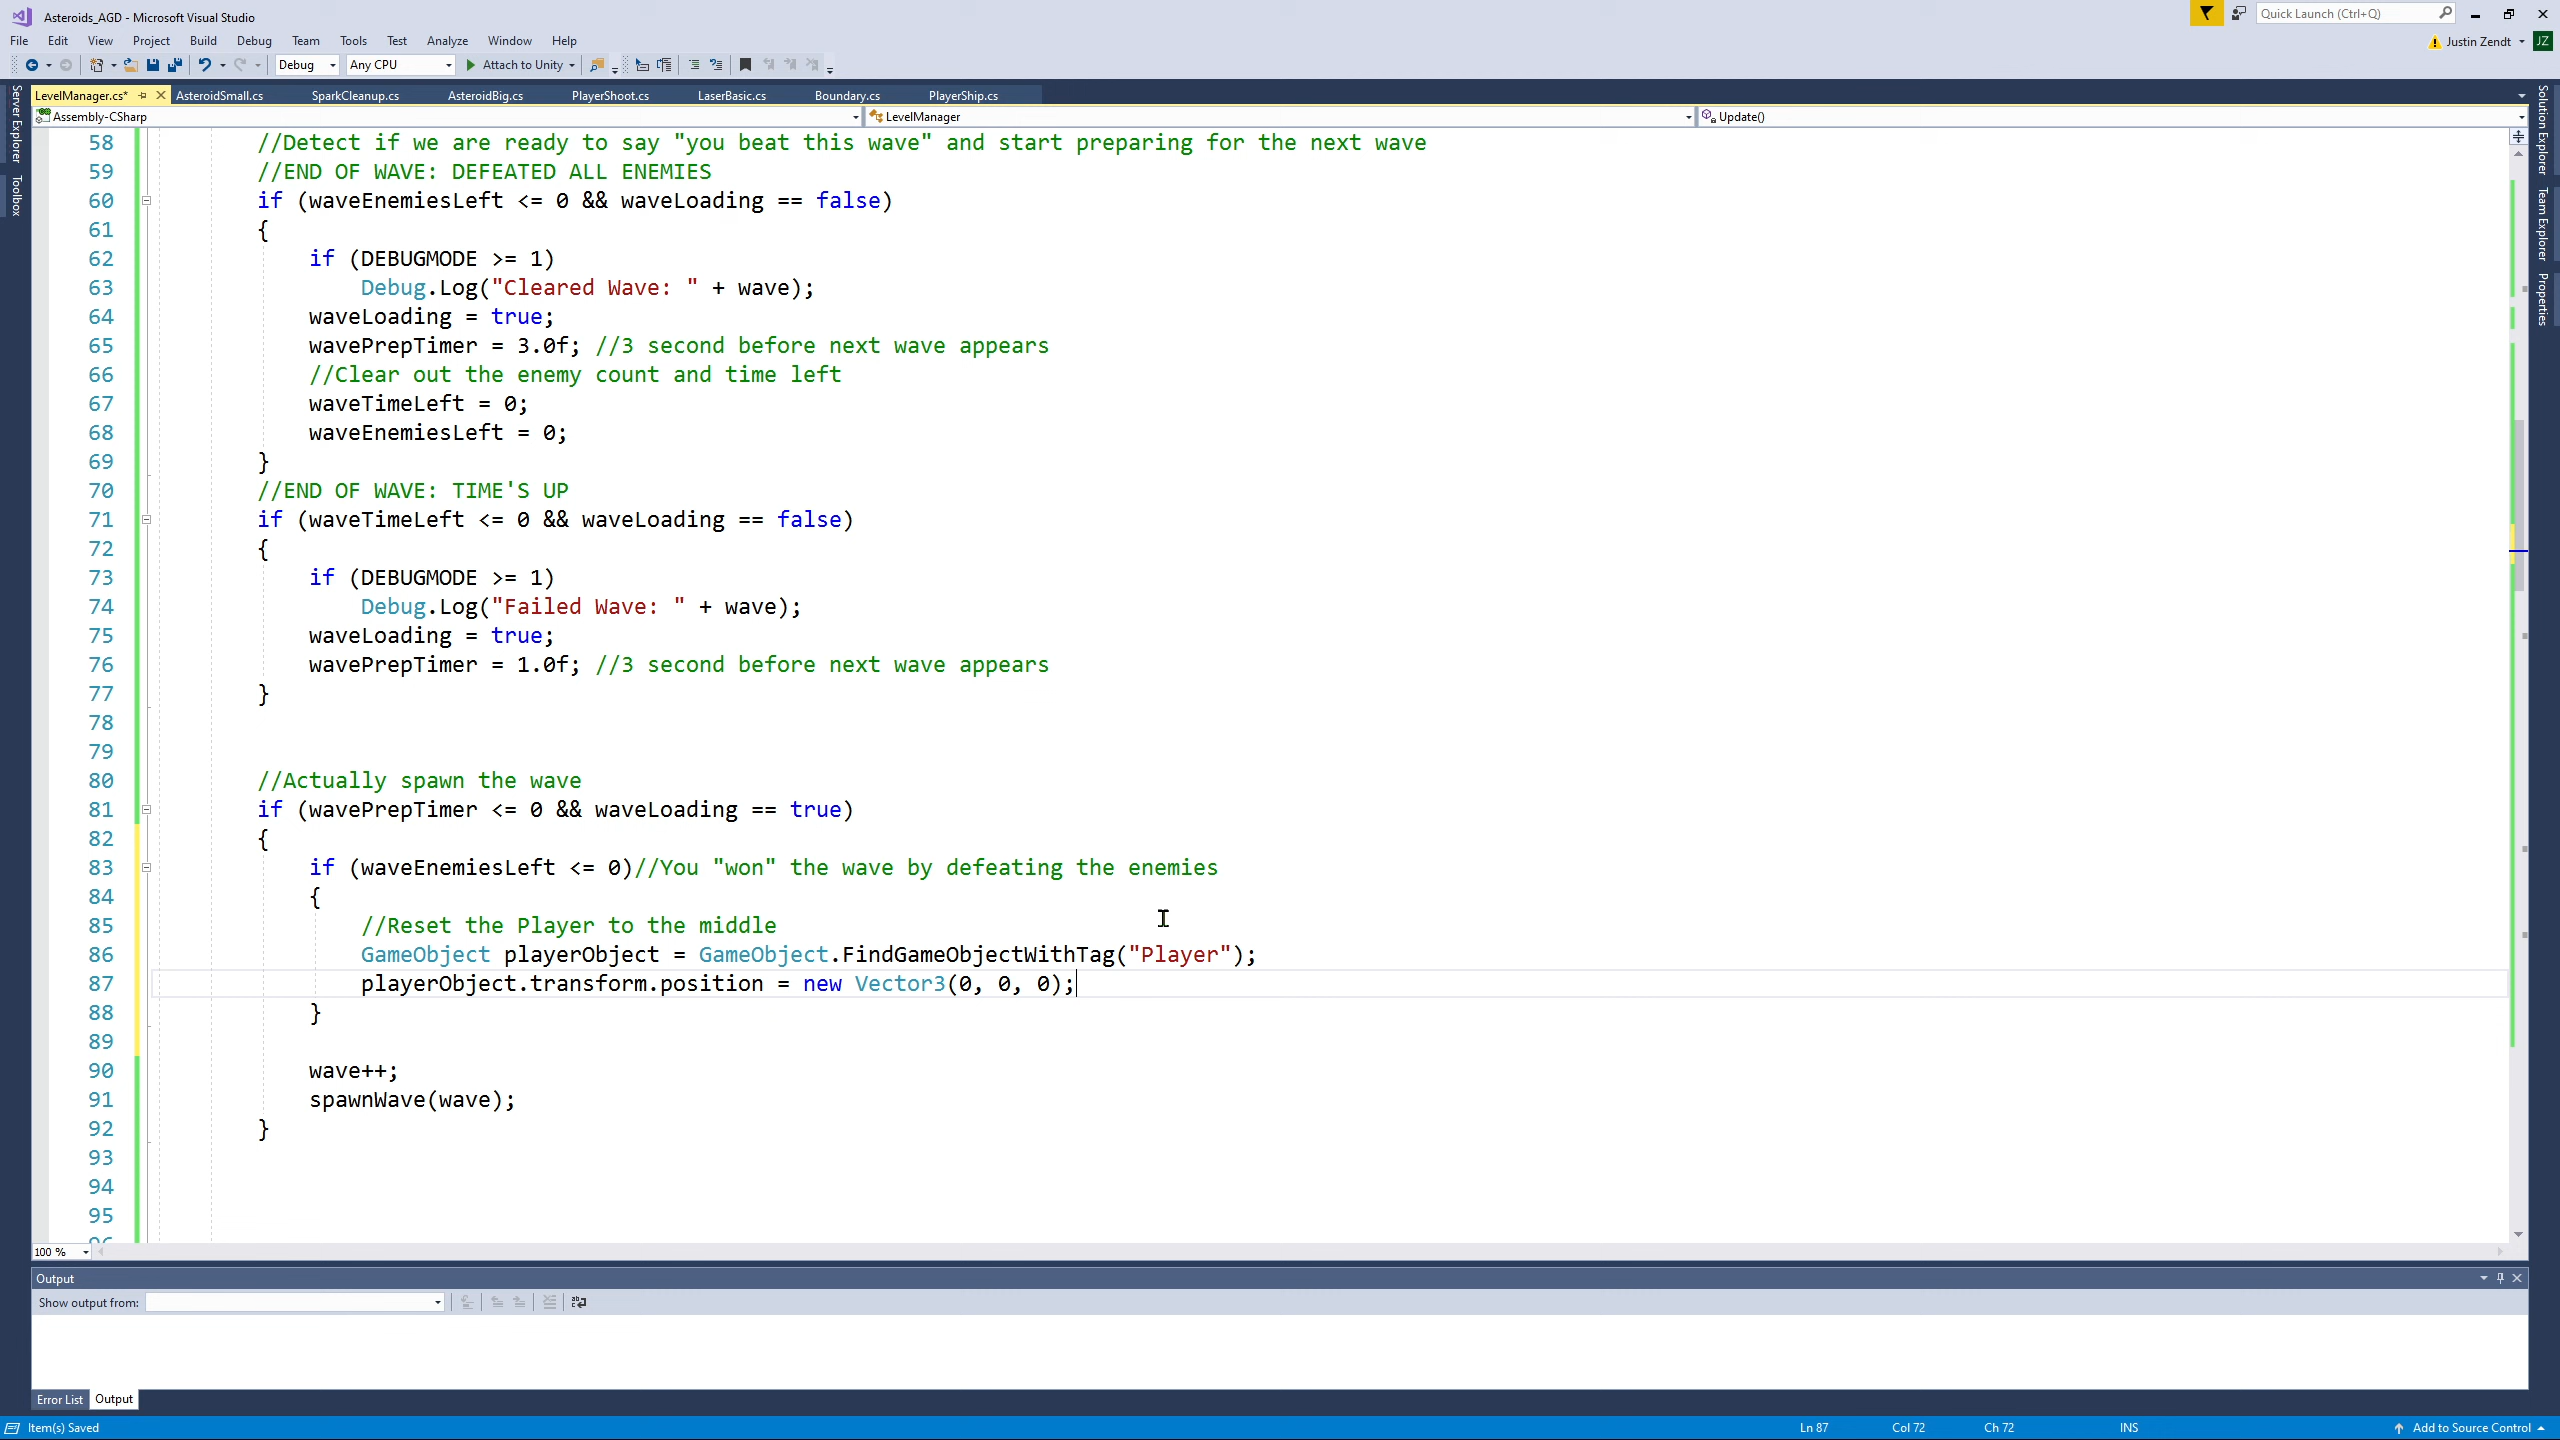 Asteroids_AGD - Microsoft Visual Studio
Quick Launch (Ctrl+Q)
File Edit View Project Build Debug Team Tools Test Analyze Window Help
Justin Zendt JZ
Debug Any CPU Attach to Unity
LevelManager.cs* AsteroidSmall.cs SparkCleanup.cs AsteroidBig.cs PlayerShoot.cs LaserBasic.cs Boundary.cs PlayerShip.cs
Assembly-CSharp LevelManager Update()
Server Explorer
Toolbox
Solution Explorer
Team Explorer
Properties
58 //Detect if we are ready to say "you beat this wave" and start preparing for the next wave
59 //END OF WAVE: DEFEATED ALL ENEMIES
60 if (waveEnemiesLeft <= 0 && waveLoading == false)
61 {
62 if (DEBUGMODE >= 1)
63 Debug.Log("Cleared Wave: " + wave);
64 waveLoading = true;
65 wavePrepTimer = 3.0f; //3 second before next wave appears
66 //Clear out the enemy count and time left
67 waveTimeLeft = 0;
68 waveEnemiesLeft = 0;
69 }
70 //END OF WAVE: TIME'S UP
71 if (waveTimeLeft <= 0 && waveLoading == false)
72 {
73 if (DEBUGMODE >= 1)
74 Debug.Log("Failed Wave: " + wave);
75 waveLoading = true;
76 wavePrepTimer = 1.0f; //3 second before next wave appears
77 }
78
79
80 //Actually spawn the wave
81 if (wavePrepTimer <= 0 && waveLoading == true)
82 {
83 if (waveEnemiesLeft <= 0)//You "won" the wave by defeating the enemies
84 {
85 //Reset the Player to the middle
86 GameObject playerObject = GameObject.FindGameObjectWithTag("Player");
87 playerObject.transform.position = new Vector3(0, 0, 0);
88 }
89
90 wave++;
91 spawnWave(wave);
92 }
93
94
95
96
100 %
Output
Show output from:
Error List Output
Item(s) Saved Ln 87 Col 72 Ch 72 INS Add to Source Control